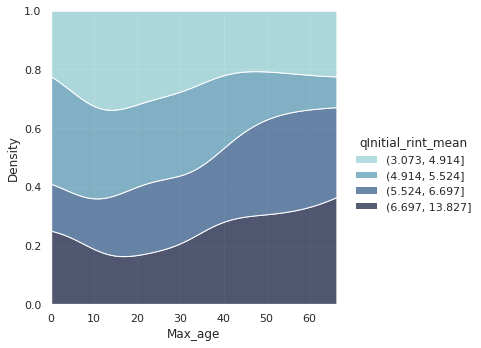 1.0
0.8
0.6
0.4
0.2
0.0
Density
0 10 20 30 40 50 60
Max_age
qInitial_rint_mean
(3.073, 4.914]
(4.914, 5.524]
(5.524, 6.697]
(6.697, 13.827]